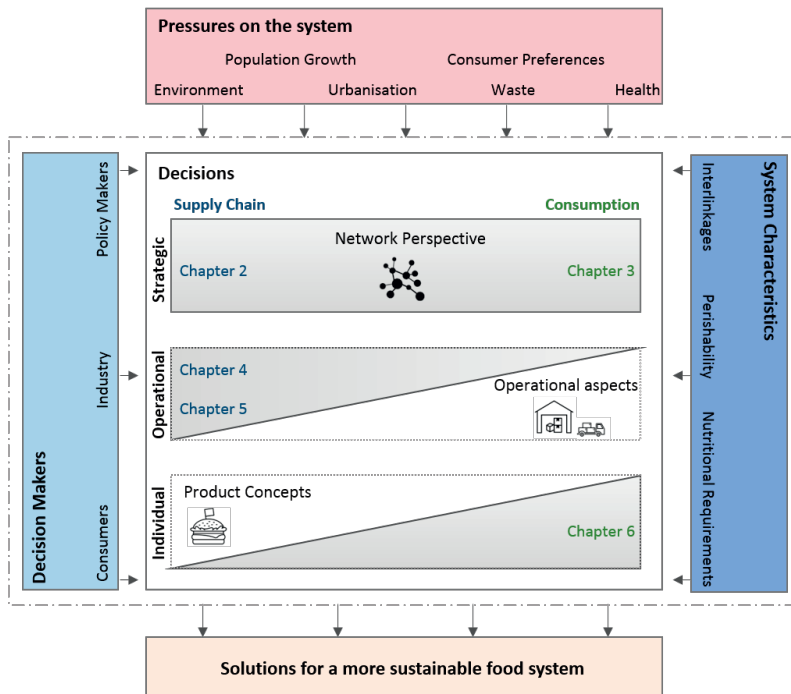 Pressures on the system
Population Growth
Consumer Preferences
Environment
Urbanisation
Waste
Health
Decision Makers
Policy Makers
Industry
Consumers
Decisions
Supply Chain
Consumption
Strategic
Network Perspective
Chapter 2
Chapter 3
Operational
Chapter 4
Chapter 5
Operational aspects
Individual
Product Concepts
Chapter 6
System Characteristics
Interlinkages
Perishability
Nutritional Requirements
Solutions for a more sustainable food system